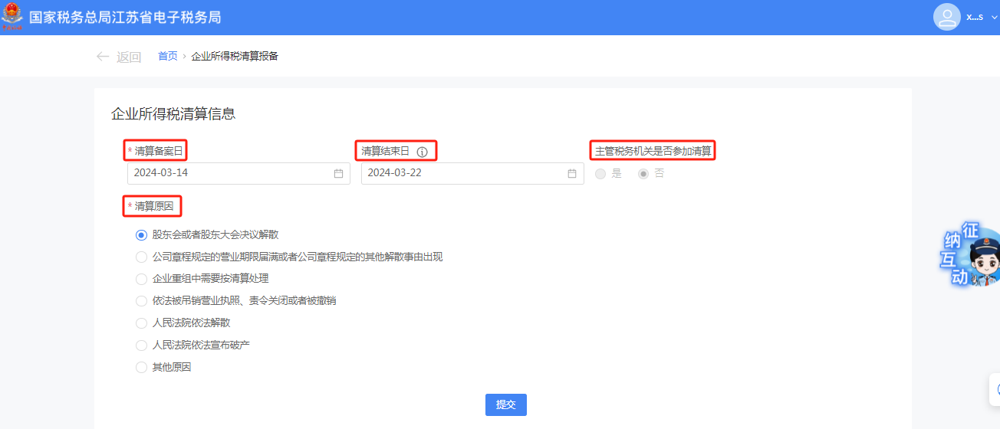 国家税务总局江苏省电子税务局
x...s
返回 首页 > 企业所得税清算报备
企业所得税清算信息
* 清算备案日
清算结束日
主管税务机关是否参加清算
2024-03-14
2024-03-22
是
否
* 清算原因
股东会或者股东大会决议解散
公司章程规定的营业期限届满或者公司章程规定的其他解散事由出现
企业重组中需要按清算处理
依法被吊销营业执照、责令关闭或者被撤销
人民法院依法解散
人民法院依法宣布破产
其他原因
提交
征纳互动